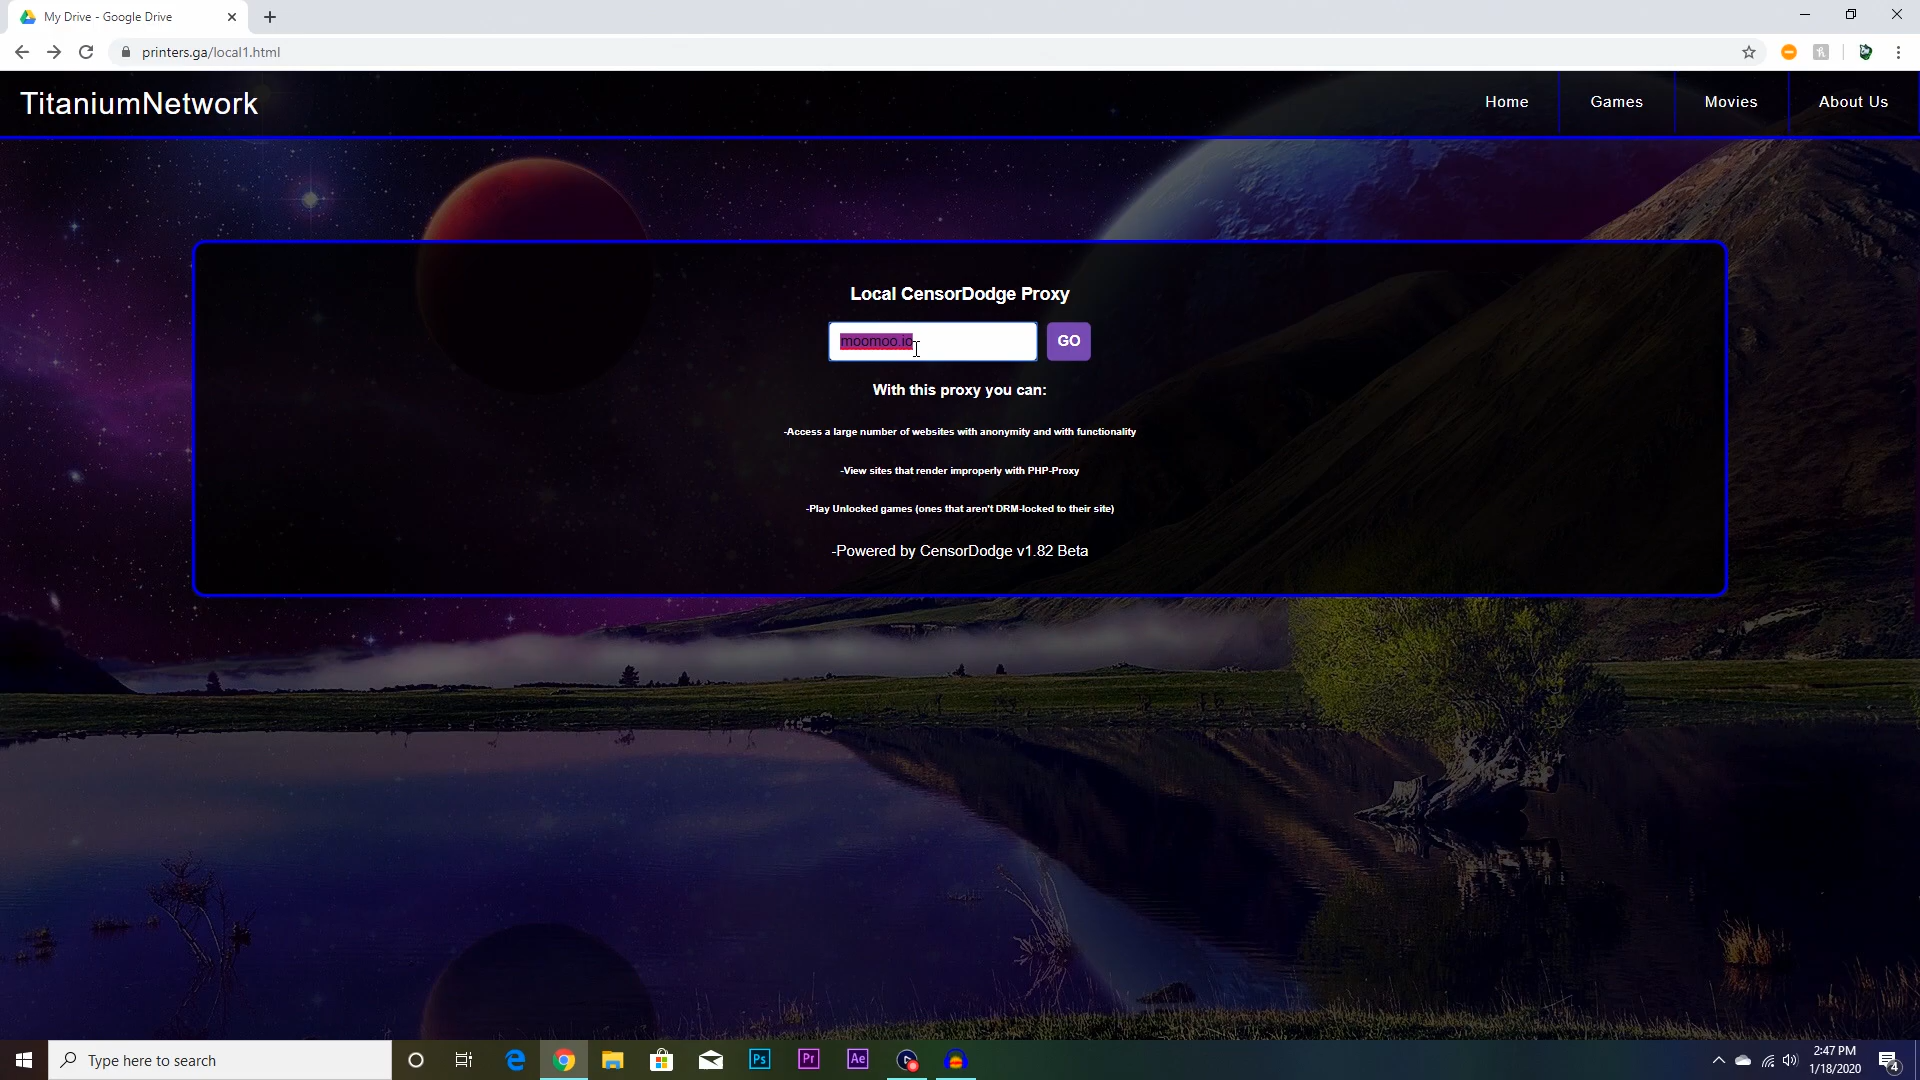 My Drive - Google Drive
printers.ga/local1.html
TitaniumNetwork
Home
Games
Movies
About Us
Local CensorDodge Proxy
moomoo.io
GO
With this proxy you can:
-Access a large number of websites with anonymity and with functionality
-View sites that render improperly with PHP-Proxy
-Play Unlocked games (ones that aren't DRM-locked to their site)
-Powered by CensorDodge v1.82 Beta
Type here to search
Ps
Pr
Ae
2:47 PM
1/18/2020
4